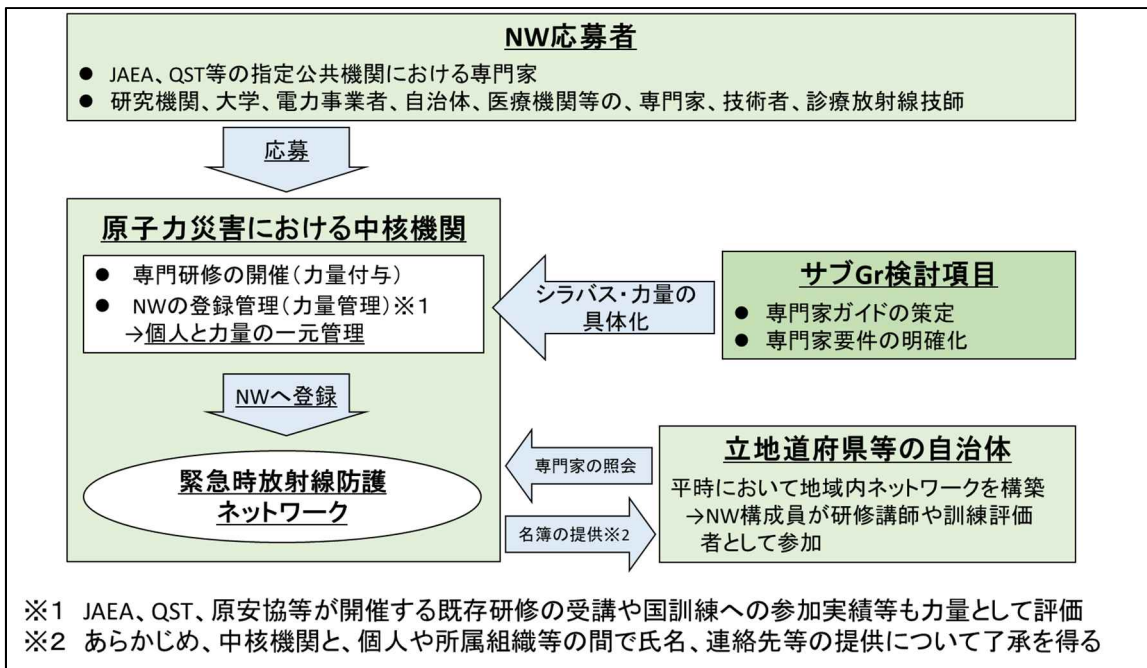 NW応募者
● JAEA、QST等の指定公共機関における専門家
● 研究機関、大学、電力事業者、自治体、医療機関等の、専門家、技術者、診療放射線技師
応募
原子力災害における中核機関
● 専門研修の開催(力量付与)
● NWの登録管理(力量管理)※1
→個人と力量の一元管理
NWへ登録
緊急時放射線防護
ネットワーク
シラバス・力量の
具体化
サブGr検討項目
● 専門家ガイドの策定
● 専門家要件の明確化
専門家の照会
名簿の提供※2
立地道府県等の自治体
平時において地域内ネットワークを構築
→NW構成員が研修講師や訓練評価
者として参加
※1 JAEA、QST、原安協等が開催する既存研修の受講や国訓練への参加実績等も力量として評価
※2 あらかじめ、中核機関と、個人や所属組織等の間で氏名、連絡先等の提供について了承を得る